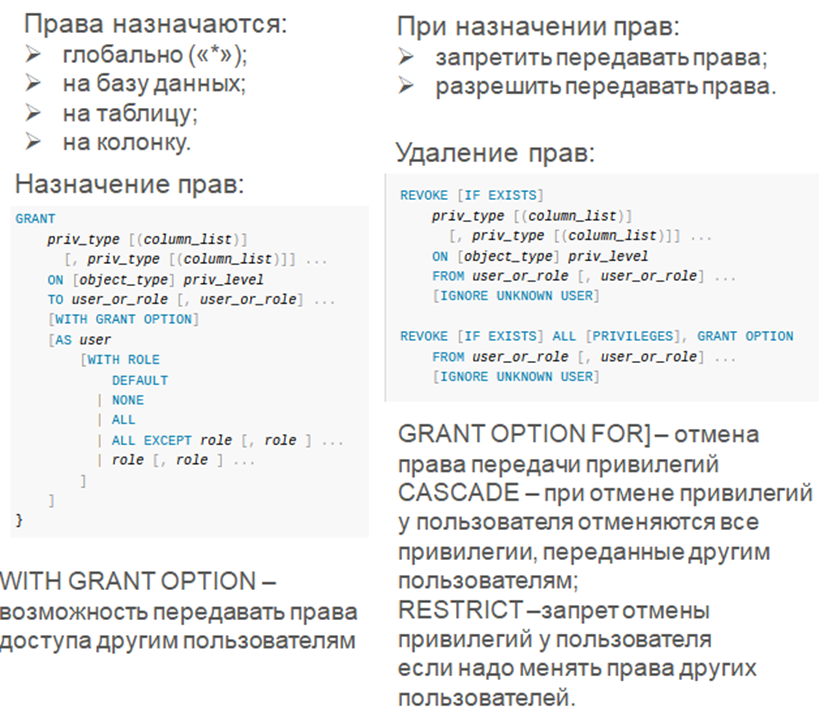 Права назначаются:
➢ глобально («*»);
➢ на базу данных;
➢ на таблицу;
➢ на колонку.
Назначение прав:
GRANT
    priv_type [(column_list)]
      [, priv_type [(column_list)]] ...
    ON [object_type] priv_level
    TO user_or_role [, user_or_role] ...
    [WITH GRANT OPTION]
    [AS user
        [WITH ROLE
            DEFAULT
          | NONE
          | ALL
          | ALL EXCEPT role [, role ] ...
          | role [, role ] ...
        ]
    ]
}
WITH GRANT OPTION –
возможность передавать права
доступа другим пользователям
При назначении прав:
➢ запретить передавать права;
➢ разрешить передавать права.
Удаление прав:
REVOKE [IF EXISTS]
    priv_type [(column_list)]
      [, priv_type [(column_list)]] ...
    ON [object_type] priv_level
    FROM user_or_role [, user_or_role] ...
    [IGNORE UNKNOWN USER]
REVOKE [IF EXISTS] ALL [PRIVILEGES], GRANT OPTION
    FROM user_or_role [, user_or_role] ...
    [IGNORE UNKNOWN USER]
GRANT OPTION FOR] – отмена
права передачи привилегий
CASCADE – при отмене привилегий
у пользователя отменяются все
привилегии, переданные другим
пользователям;
RESTRICT –запрет отмены
привилегий у пользователя
если надо менять права других
пользователей.